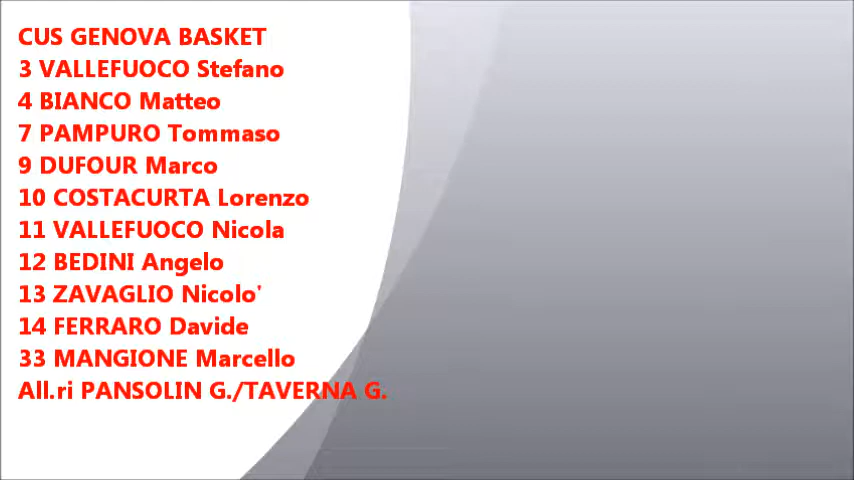 CUS GENOVA BASKET
3 VALLEFUOCO Stefano
4 BIANCO Matteo
7 PAMPURO Tommaso
9 DUFOUR Marco
10 COSTACURTA Lorenzo
11 VALLEFUOCO Nicola
12 BEDINI Angelo
13 ZAVAGLIO Nicolo'
14 FERRARO Davide
33 MANGIONE Marcello
All.ri PANSOLIN G./TAVERNA G.